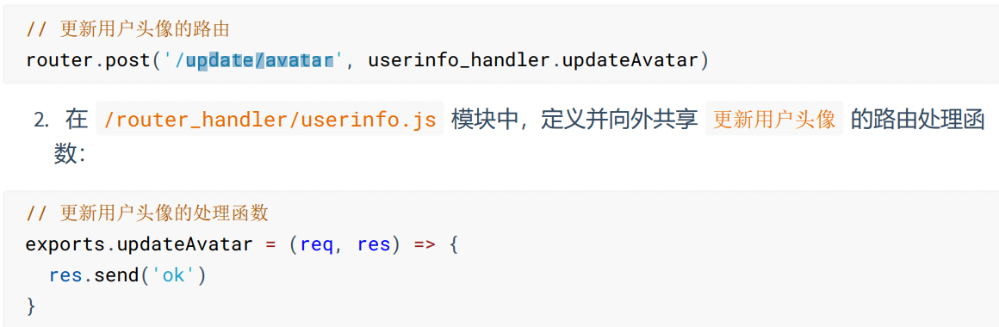 // 更新用户头像的路由
router.post('/update/avatar', userinfo_handler.updateAvatar)
2. 在 /router_handler/userinfo.js 模块中，定义并向外共享 更新用户头像 的路由处理函
数：
// 更新用户头像的处理函数
exports.updateAvatar = (req, res) => {
  res.send('ok')
}